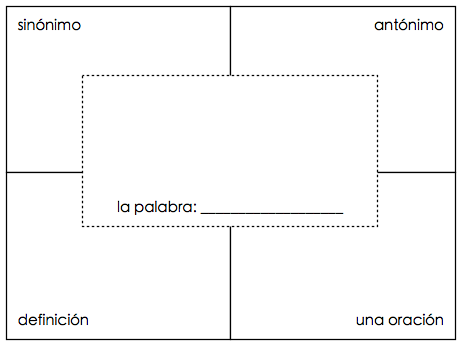 sinónimo
antónimo
la palabra: ___________________
definición
una oración